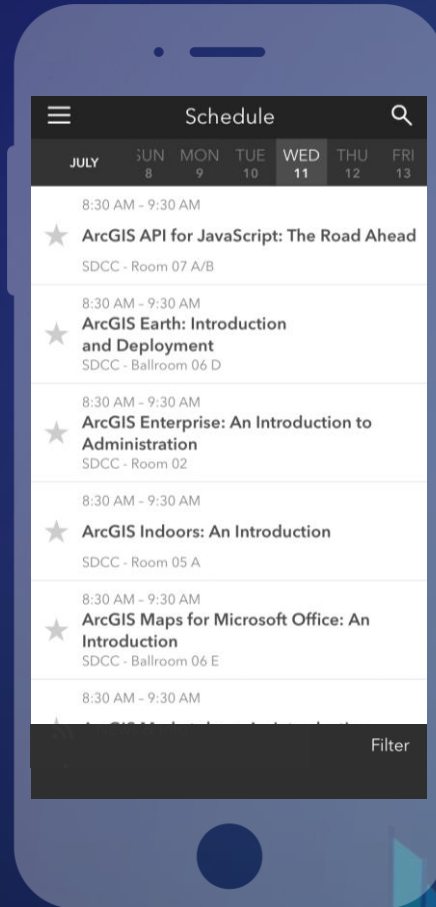 Schedule
JULY
SUN MON TUE WED THU FRI
8 9 10 11 12 13
8:30 AM – 9:30 AM
ArcGIS API for JavaScript: The Road Ahead
SDCC - Room 07 A/B
8:30 AM – 9:30 AM
ArcGIS Earth: Introduction
and Deployment
SDCC - Ballroom 06 D
8:30 AM – 9:30 AM
ArcGIS Enterprise: An Introduction to
Administration
SDCC - Room 02
8:30 AM – 9:30 AM
ArcGIS Indoors: An Introduction
SDCC - Room 05 A
8:30 AM – 9:30 AM
ArcGIS Maps for Microsoft Office: An
Introduction
SDCC - Ballroom 06 E
8:30 AM – 9:30 AM
Filter